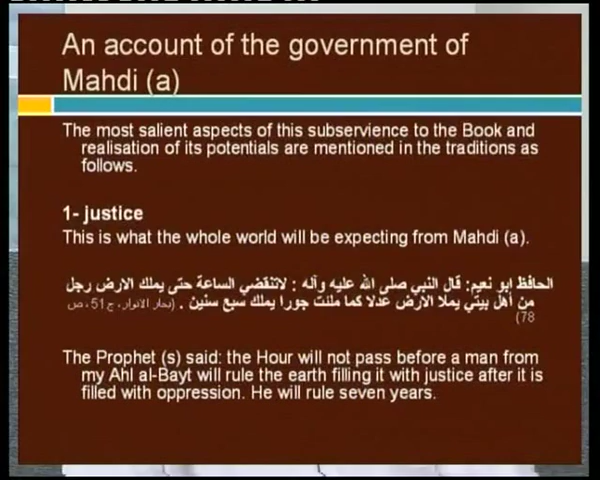 An account of the government of
Mahdi (a)
The most salient aspects of this subservience to the Book and
realisation of its potentials are mentioned in the traditions as
follows.
1- justice
This is what the whole world will be expecting from Mahdi (a).
الحافظ ابو نعيم: قال النبي صلى الله عليه وآله : لاتنقضي الساعة حتى يملك الارض رجل
من أهل بيتي يملا الارض عدلا كما ملئت جورا يملك سبع سنين . (بحار الأنوار، ج51، ص
78)
The Prophet (s) said: the Hour will not pass before a man from
my Ahl al-Bayt will rule the earth filling it with justice after it is
filled with oppression. He will rule seven years.